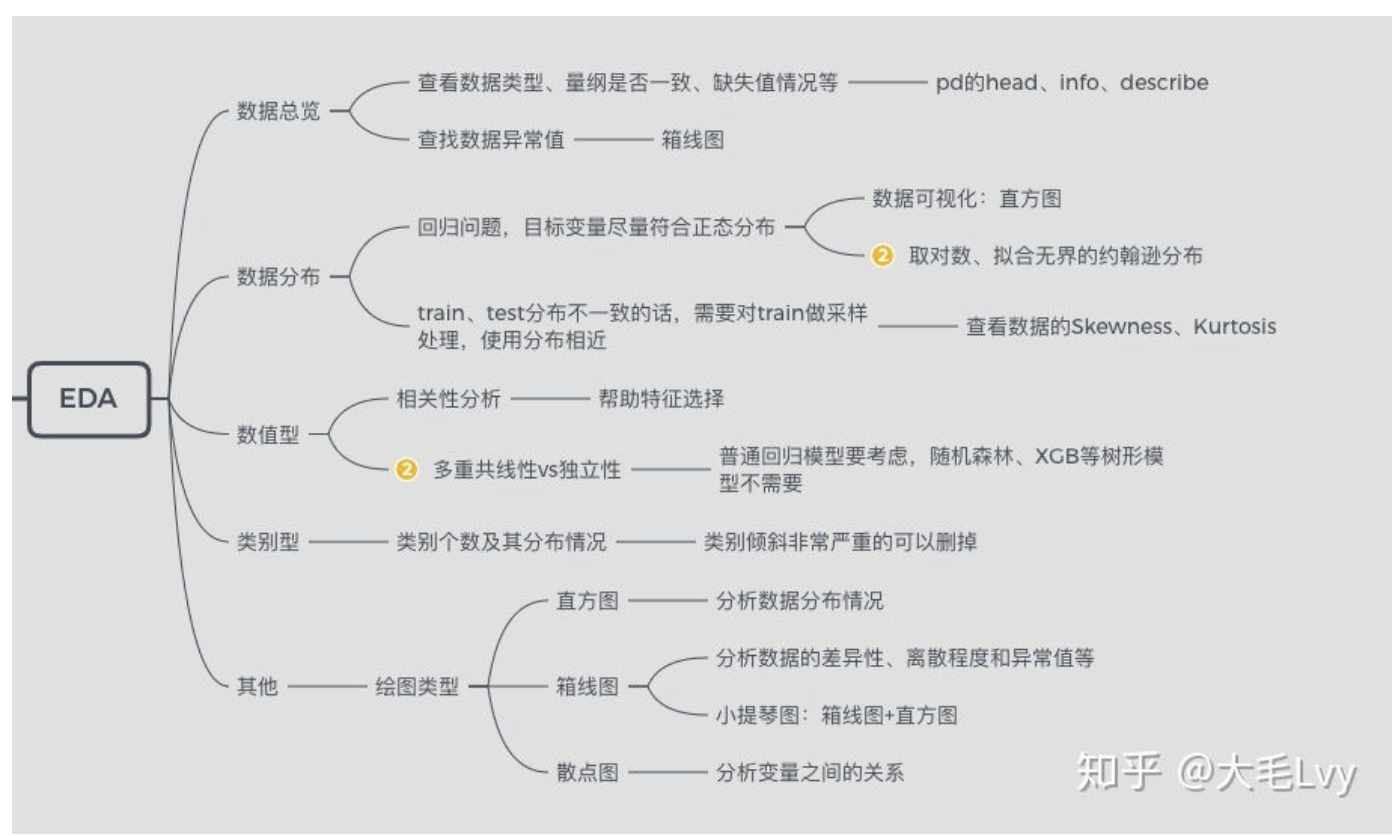 EDA
数据总览
查看数据类型、量纲是否一致、缺失值情况等
pd的head、info、describe
查找数据异常值
箱线图
数据分布
回归问题，目标变量尽量符合正态分布
数据可视化：直方图
2 取对数、拟合无界的约翰逊分布
train、test分布不一致的话，需要对train做采样
处理，使用分布相近
查看数据的Skewness、Kurtosis
数值型
相关性分析
帮助特征选择
2 多重共线性vs独立性
普通回归模型要考虑，随机森林、XGB等树形模
型不需要
类别型
类别个数及其分布情况
类别倾斜非常严重的可以删掉
其他
绘图类型
直方图
分析数据分布情况
箱线图
分析数据的差异性、离散程度和异常值等
小提琴图：箱线图+直方图
散点图
分析变量之间的关系
知乎 @大毛Lvy